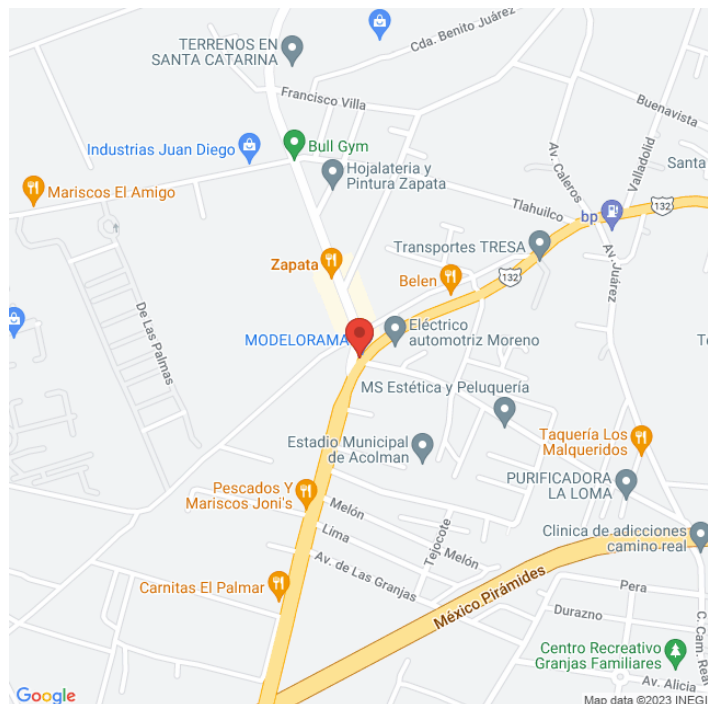 TERRENOS EN
SANTA CATARINA
Cda. Benito Juárez
Francisco Villa
Buenavista
Industrias Juan Diego
Bull Gym
Hojalateria y
Pintura Zapata
Mariscos El Amigo
Av. Caleros
Valladolid
Santa
132
Tlahuilco
bp
Transportes TRESA
Zapata
132
Belen
Av. Juárez
De Las Palmas
MODELORAMA
Eléctrico
automotriz Moreno
MS Estética y Peluquería
Estadio Municipal
de Acolman
Taquería Los
Malqueridos
Pescados Y
Mariscos Joni's
PURIFICADORA
LA LOMA
Melón
Lima
Tejocote
Melón
Clinica de adicciones
camino real
Av. de Las Granjas
Carnitas El Palmar
México Pirámides
Pera
Durazno
C. Cam. Real
Centro Recreativo
Granjas Familiares
Av. Alicia
Google
Map data ©2023 INEGI